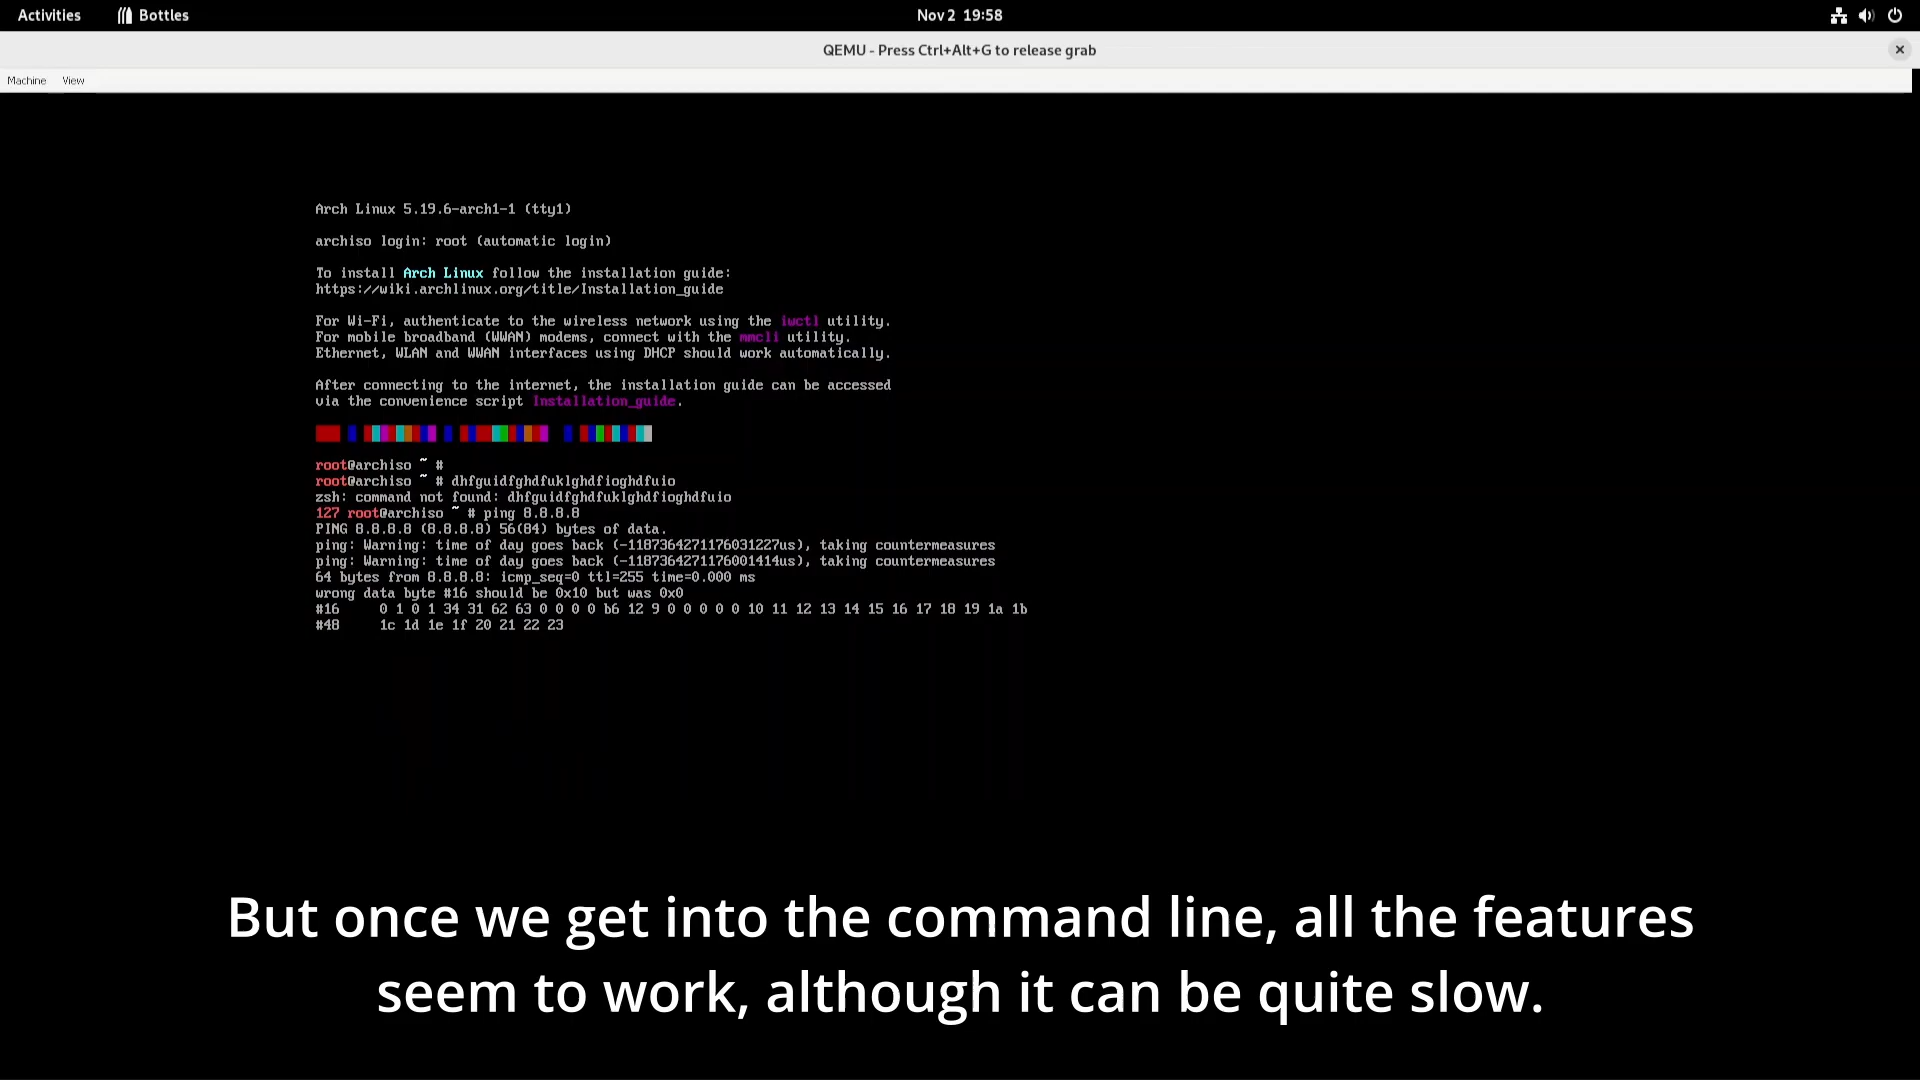 Activities Bottles Nov 2 19:58
QEMU - Press Ctrl+Alt+G to release grab
Machine View
Arch Linux 5.19.6-arch1-1 (tty1)
archiso login: root (automatic login)
To install Arch Linux follow the installation guide:
https://wiki.archlinux.org/title/Installation_guide
For Wi-Fi, authenticate to the wireless network using the iwctl utility.
For mobile broadband (WWAN) modems, connect with the mmcli utility.
Ethernet, WLAN and WWAN interfaces using DHCP should work automatically.
After connecting to the internet, the installation guide can be accessed
via the convenience script Installation_guide.
root@archiso ~ #
root@archiso ~ # dhfguidfghdfuklghdfioghdfuio
zsh: command not found: dhfguidfghdfuklghdfioghdfuio
127 root@archiso ~ # ping 8.8.8.8
PING 8.8.8.8 (8.8.8.8) 56(84) bytes of data.
ping: Warning: time of day goes back (-1187364271176031227us), taking countermeasures
ping: Warning: time of day goes back (-1187364271176001414us), taking countermeasures
64 bytes from 8.8.8.8: icmp_seq=0 ttl=255 time=0.000 ms
wrong data byte #16 should be 0x10 but was 0x0
#16 0 1 0 1 34 31 62 63 0 0 0 0 b6 12 9 0 0 0 0 0 10 11 12 13 14 15 16 17 18 19 1a 1b
#48 1c 1d 1e 1f 20 21 22 23
But once we get into the command line, all the features
seem to work, although it can be quite slow.